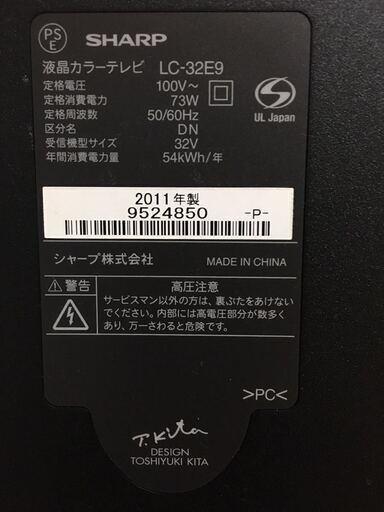 PS
E
SHARP
液晶カラーテレビ LC-32E9
定格電圧 100V~
定格消費電力 73W
定格周波数 50/60Hz
区分名 DN
受信機型サイズ 32V
年間消費電力量 54kWh/年
S
UL Japan
2011年製
9524850 -P-
シャープ株式会社 MADE IN CHINA
警告 高圧注意
サービスマン以外の方は、裏ぶたをあけない
でください。内部には高電圧部分が数多く
あり、万一さわると危険です。
>PC<
T. Kita
DESIGN
TOSHIYUKI KITA